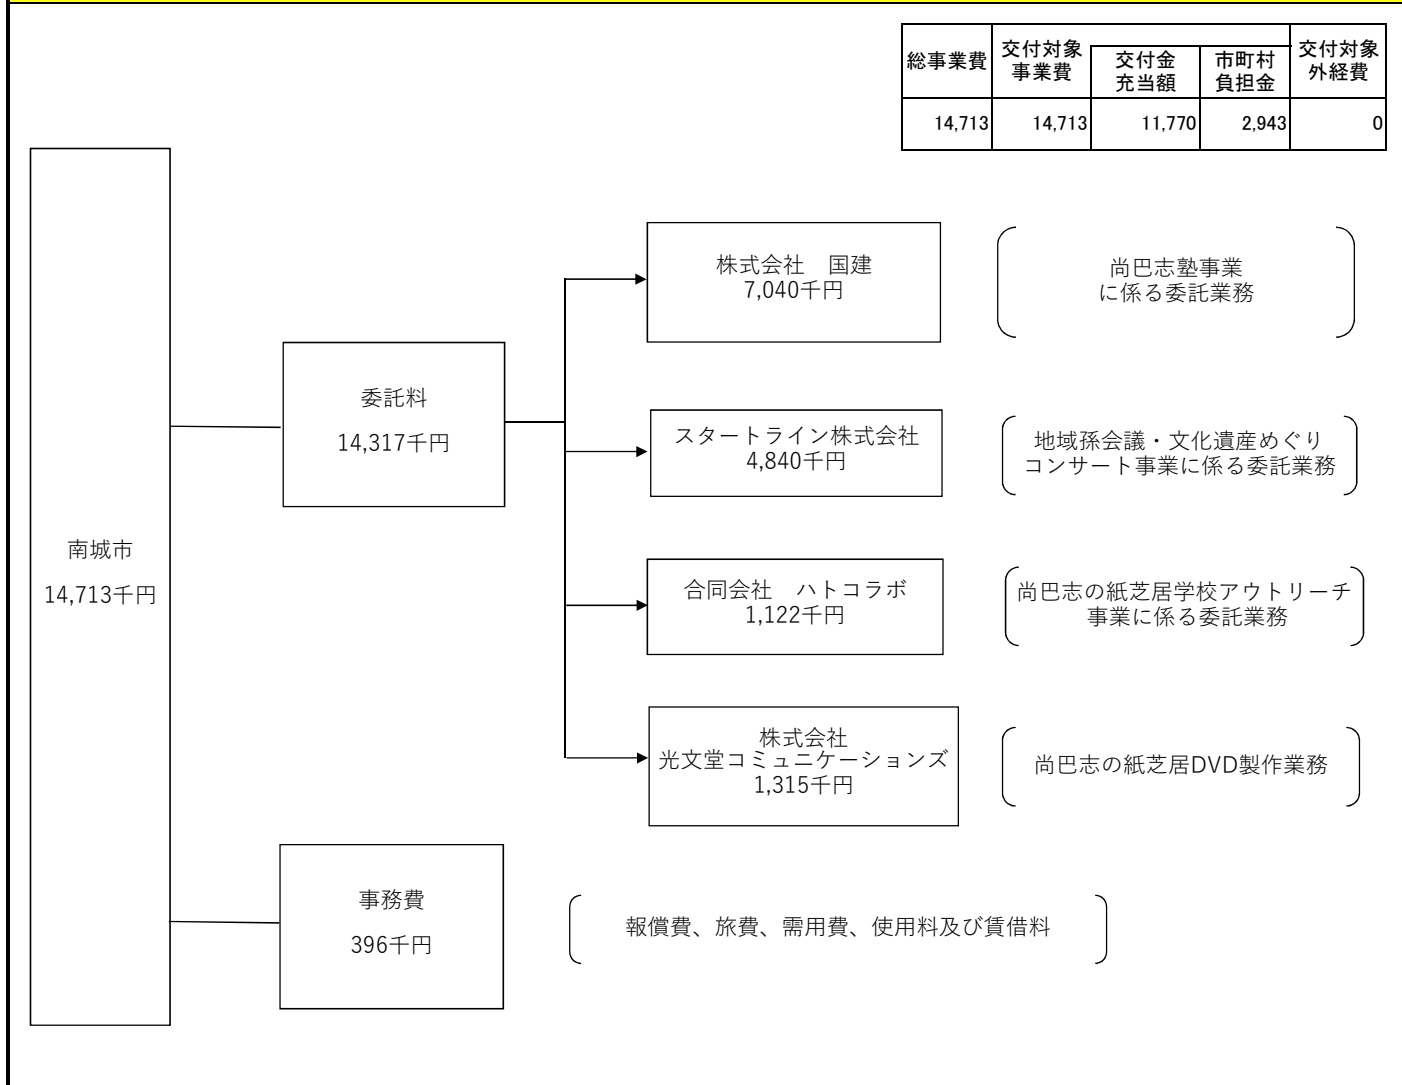 総事業費
交付対象
事業費
交付金
充当額
市町村
負担金
交付対象
外経費
14,713
14,713
11,770
2,943
0
株式会社　国建
7,040千円
尚巴志塾事業
に係る委託業務
委託料
14,317千円
スタートライン株式会社
4,840千円
地域孫会議・文化遺産めぐり
コンサート事業に係る委託業務
南城市
14,713千円
合同会社　ハトコラボ
1,122千円
尚巴志の紙芝居学校アウトリーチ
事業に係る委託業務
株式会社
光文堂コミュニケーションズ
1,315千円
尚巴志の紙芝居DVD製作業務
事務費
396千円
報償費、旅費、需用費、使用料及び賃借料